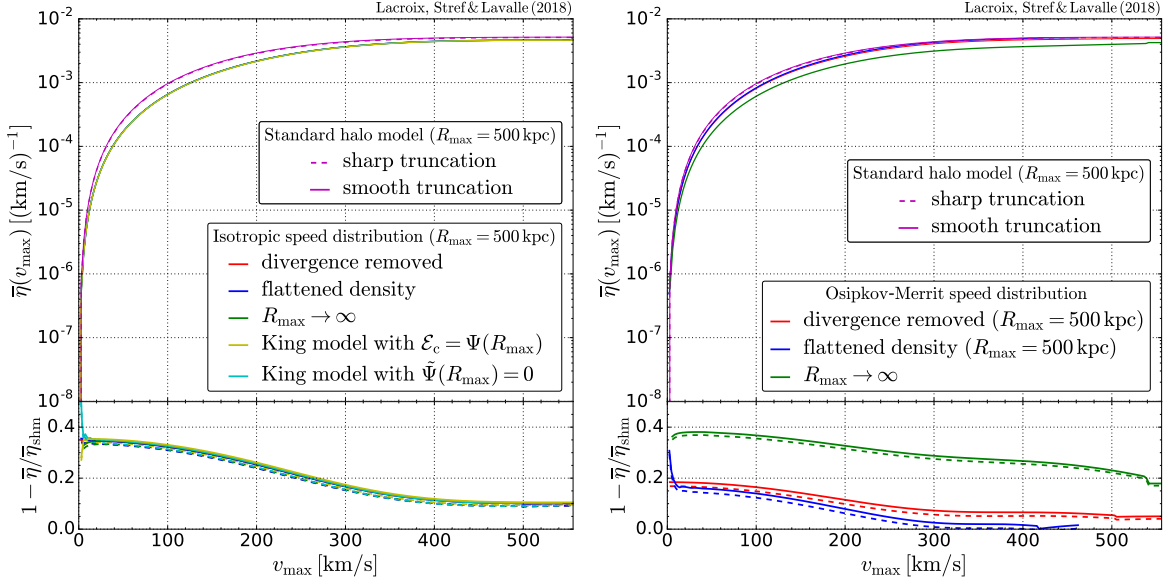 Lacroix, Stref & Lavalle (2018)
10⁻²
10⁻³
10⁻⁴
10⁻⁵
10⁻⁶
10⁻⁷
10⁻⁸
η̅(v_max) [(km/s)⁻¹]
Standard halo model (R_max = 500 kpc)
sharp truncation
smooth truncation
Isotropic speed distribution (R_max = 500 kpc)
divergence removed
flattened density
R_max → ∞
King model with ℰ_c = Ψ(R_max)
King model with Ψ̃(R_max) = 0
0.4
0.2
0.0
1 − η̅/η̅_shm
0 100 200 300 400 500
v_max [km/s]
Lacroix, Stref & Lavalle (2018)
10⁻²
10⁻³
10⁻⁴
10⁻⁵
10⁻⁶
10⁻⁷
10⁻⁸
η̅(v_max) [(km/s)⁻¹]
Standard halo model (R_max = 500 kpc)
sharp truncation
smooth truncation
Osipkov-Merrit speed distribution
divergence removed (R_max = 500 kpc)
flattened density (R_max = 500 kpc)
R_max → ∞
0.4
0.2
0.0
1 − η̅/η̅_shm
0 100 200 300 400 500
v_max [km/s]